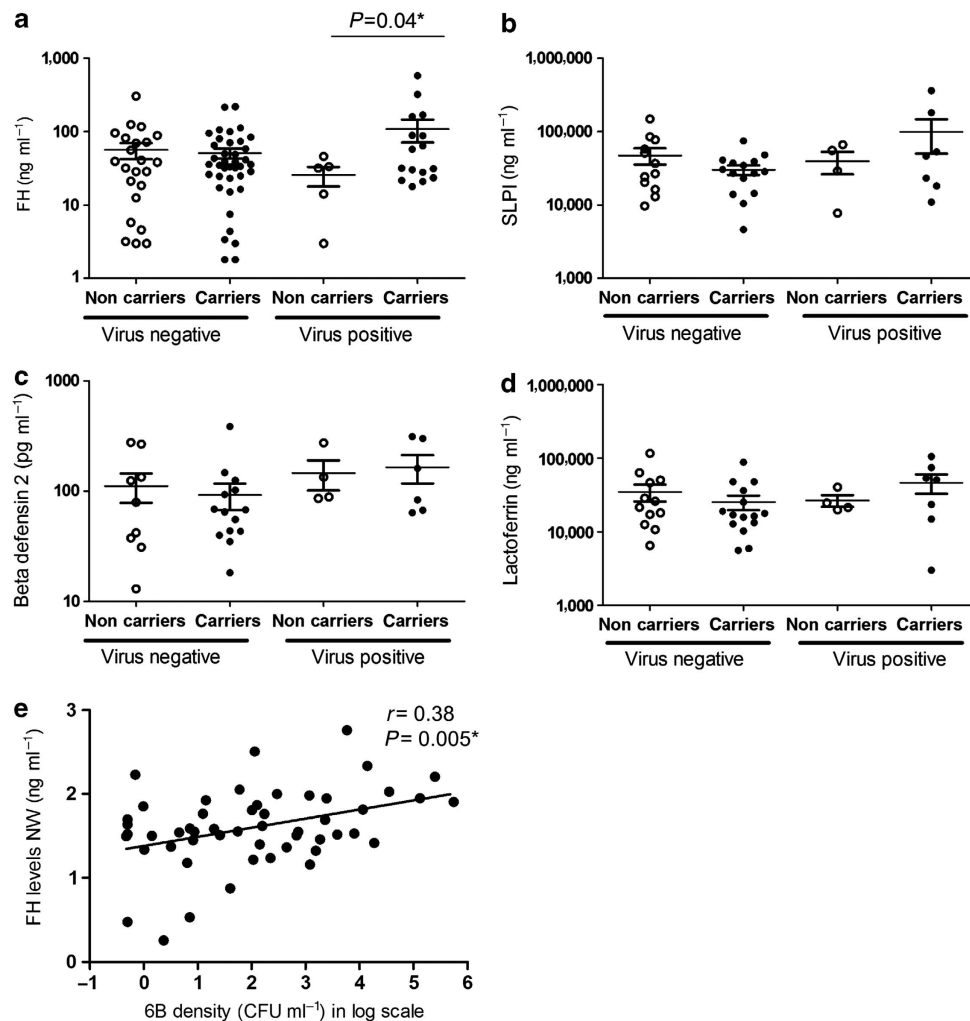 a
P=0.04*
1,000
100
10
1
FH (ng ml⁻¹)
Non carriers Carriers Non carriers Carriers
Virus negative Virus positive
b
1,000,000
100,000
10,000
1,000
SLPI (ng ml⁻¹)
Non carriers Carriers Non carriers Carriers
Virus negative Virus positive
c
1000
100
10
Beta defensin 2 (pg ml⁻¹)
Non carriers Carriers Non carriers Carriers
Virus negative Virus positive
d
1,000,000
100,000
10,000
1,000
Lactoferrin (ng ml⁻¹)
Non carriers Carriers Non carriers Carriers
Virus negative Virus positive
e
r= 0.38
P= 0.005*
3
2
1
0
FH levels NW (ng ml⁻¹)
–1 0 1 2 3 4 5 6
6B density (CFU ml⁻¹) in log scale